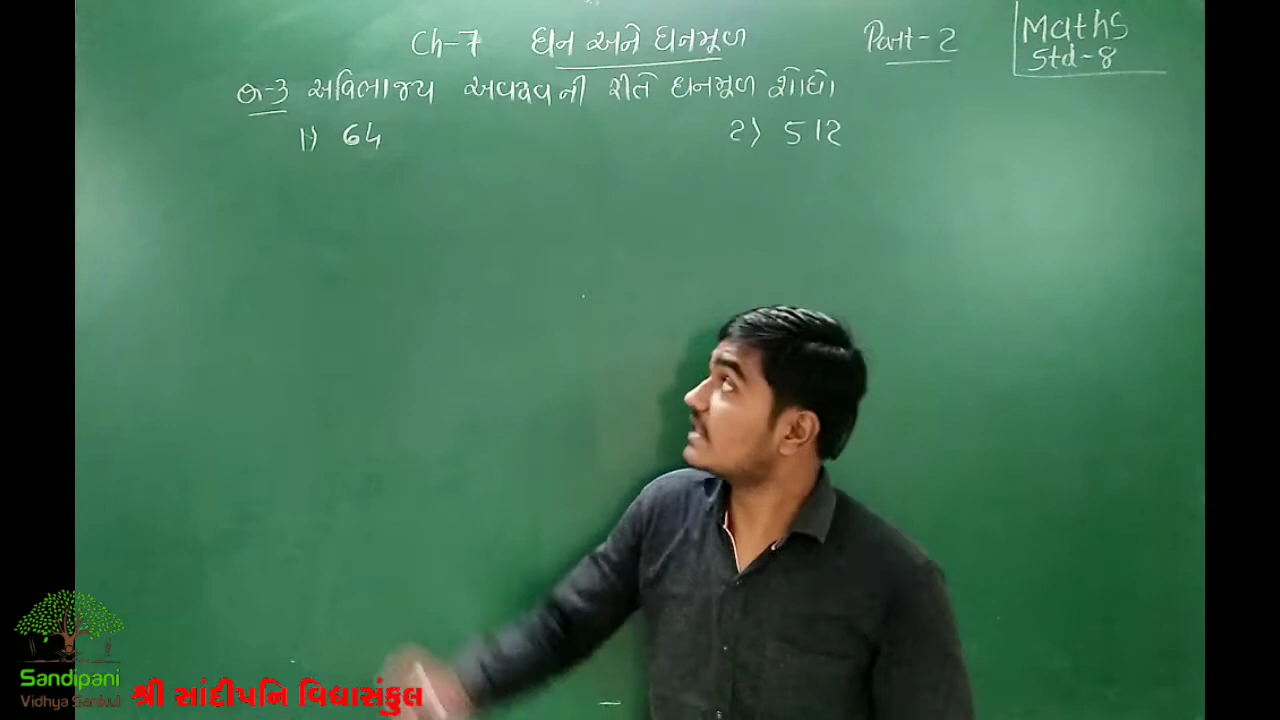 Ch-7 ઘન અને ઘનમૂળ Part-2
Maths
Std-8
અવિભાજ્ય અવયવની રીતે ઘનમૂળ શોધો
1) 64 2) 512
Sandipani
Vidhya Sankul
શ્રી સાંદીપનિ વિદ્યાસંકુલ